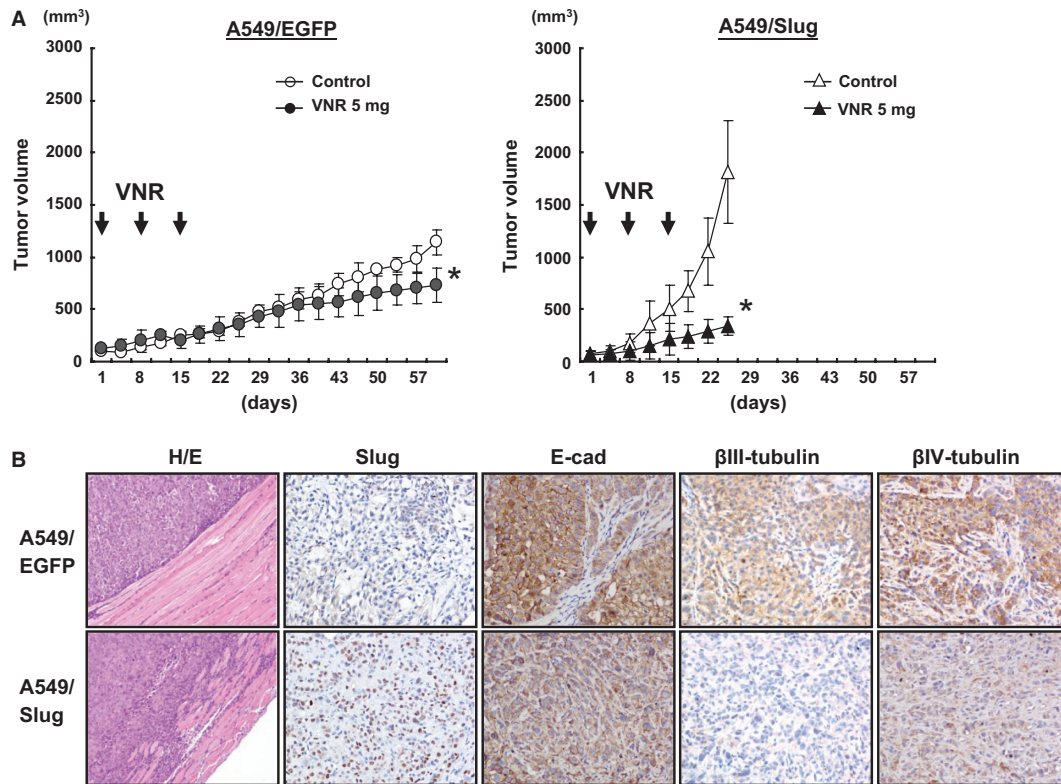 A
(mm³)
A549/EGFP
3000
2500
2000
1500
1000
500
0
Tumor volume
Control
VNR 5 mg
VNR
*
1 8 15 22 29 36 43 50 57
(days)
(mm³)
A549/Slug
3000
2500
2000
1500
1000
500
0
Tumor volume
Control
VNR 5 mg
VNR
*
1 8 15 22 29 36 43 50 57
(days)
B
H/E Slug E-cad βIII-tubulin βIV-tubulin
A549/
EGFP
A549/
Slug